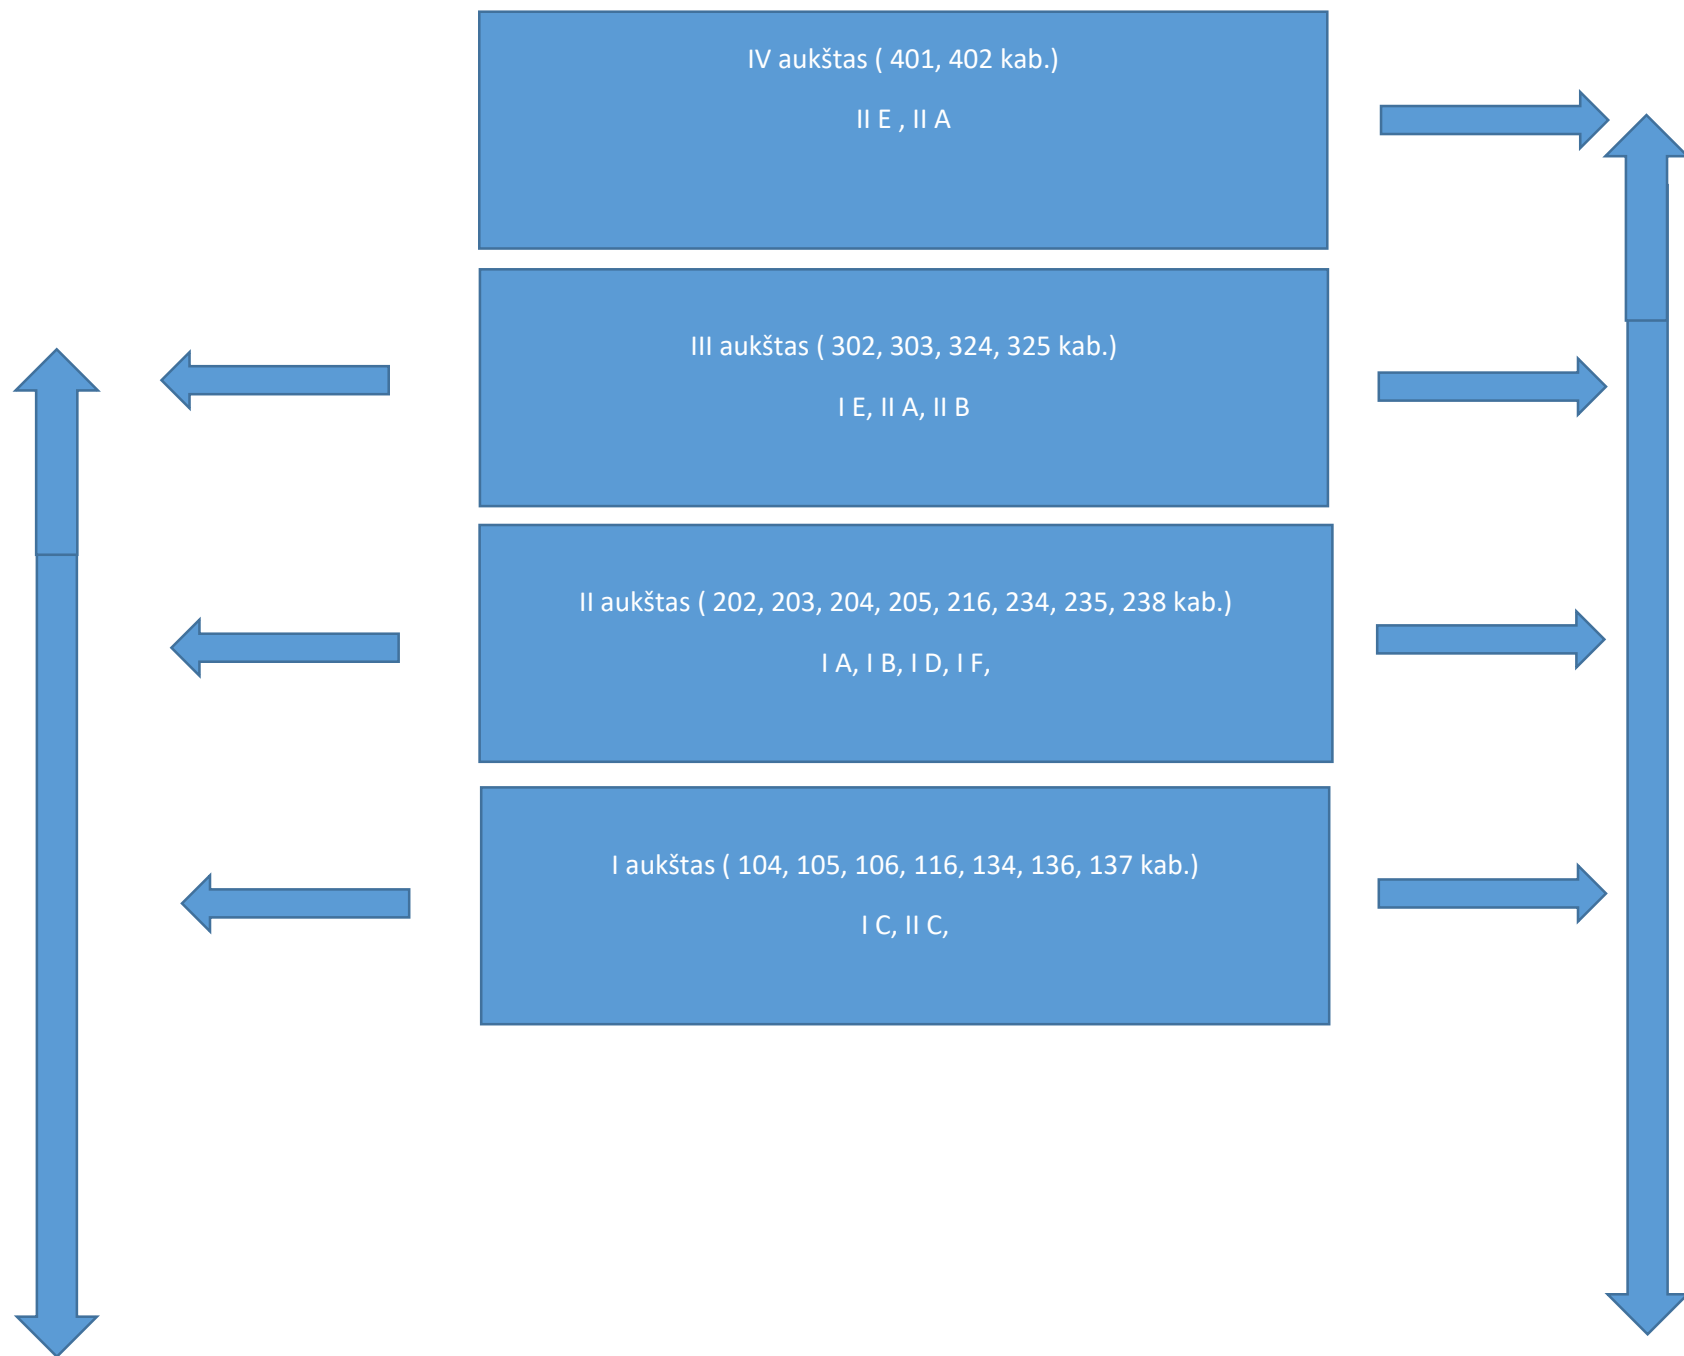 IV aukštas ( 401, 402 kab.)
II E , II A
III aukštas ( 302, 303, 324, 325 kab.)
I E, II A, II B
II aukštas ( 202, 203, 204, 205, 216, 234, 235, 238 kab.)
I A, I B, I D, I F,
I aukštas ( 104, 105, 106, 116, 134, 136, 137 kab.)
I C, II C,